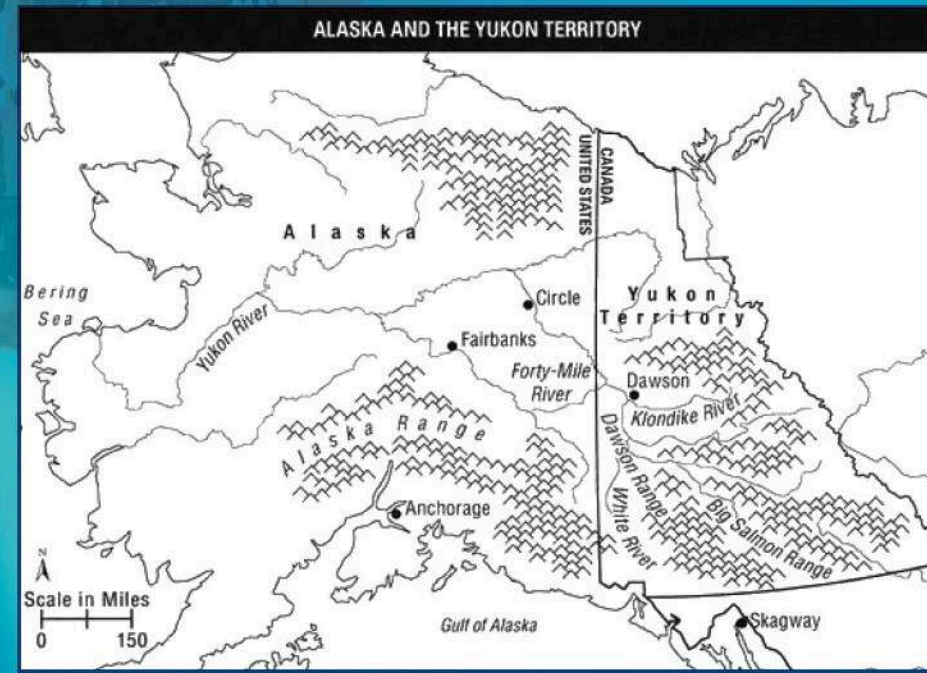 ALASKA AND THE YUKON TERRITORY
UNITED STATES
CANADA
Alaska
Bering
Sea
Yukon River
Circle
Yukon
Territory
Fairbanks
Forty-Mile
River
Dawson
Klondike River
Alaska Range
Dawson Range
White River
Big Salmon Range
Anchorage
N
Scale in Miles
0 150
Gulf of Alaska
Skagway